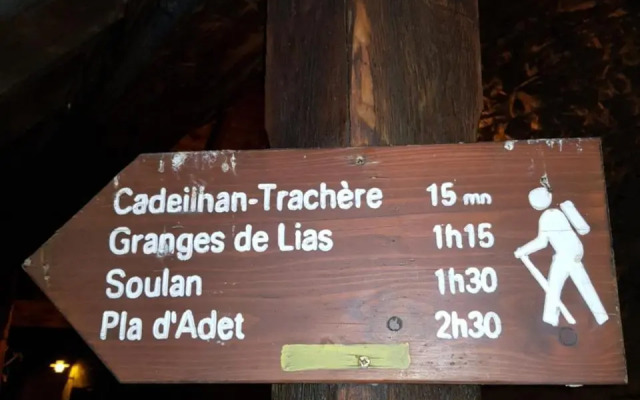 Cadeilhan-Trachère 15 mn
Granges de Lias 1h15
Soulan 1h30
Pla d'Adet 2h30